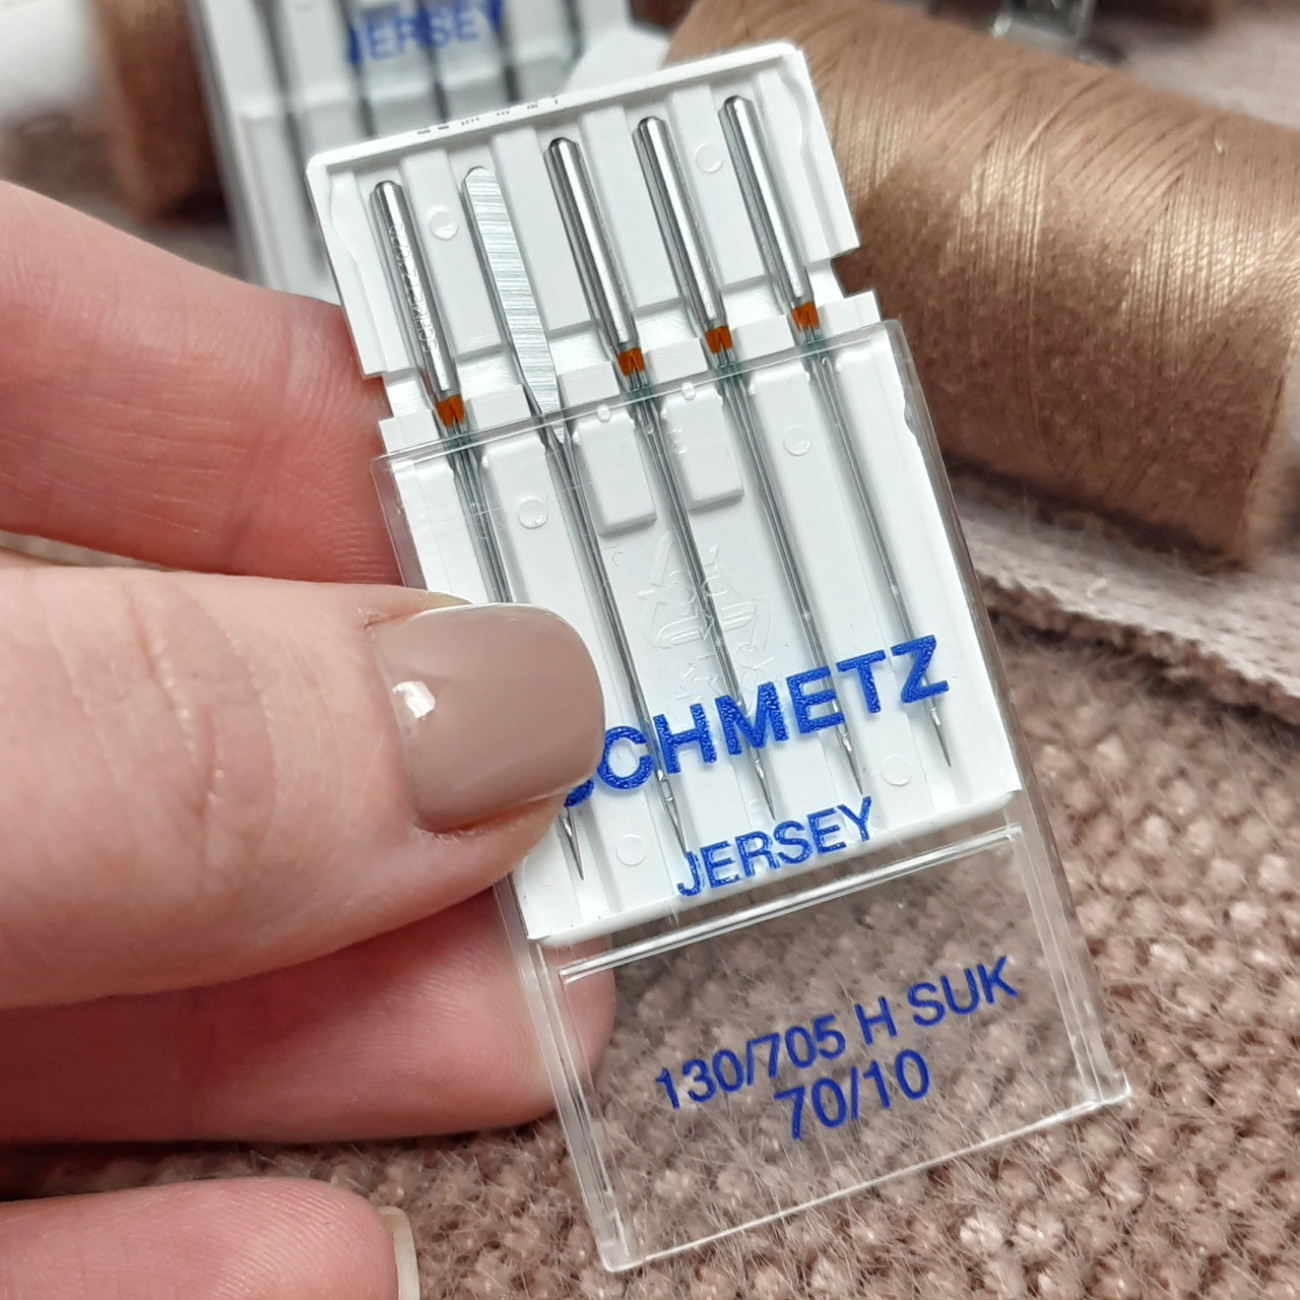 JERSEY
SCHMETZ
JERSEY
130/705 H SUK
70/10